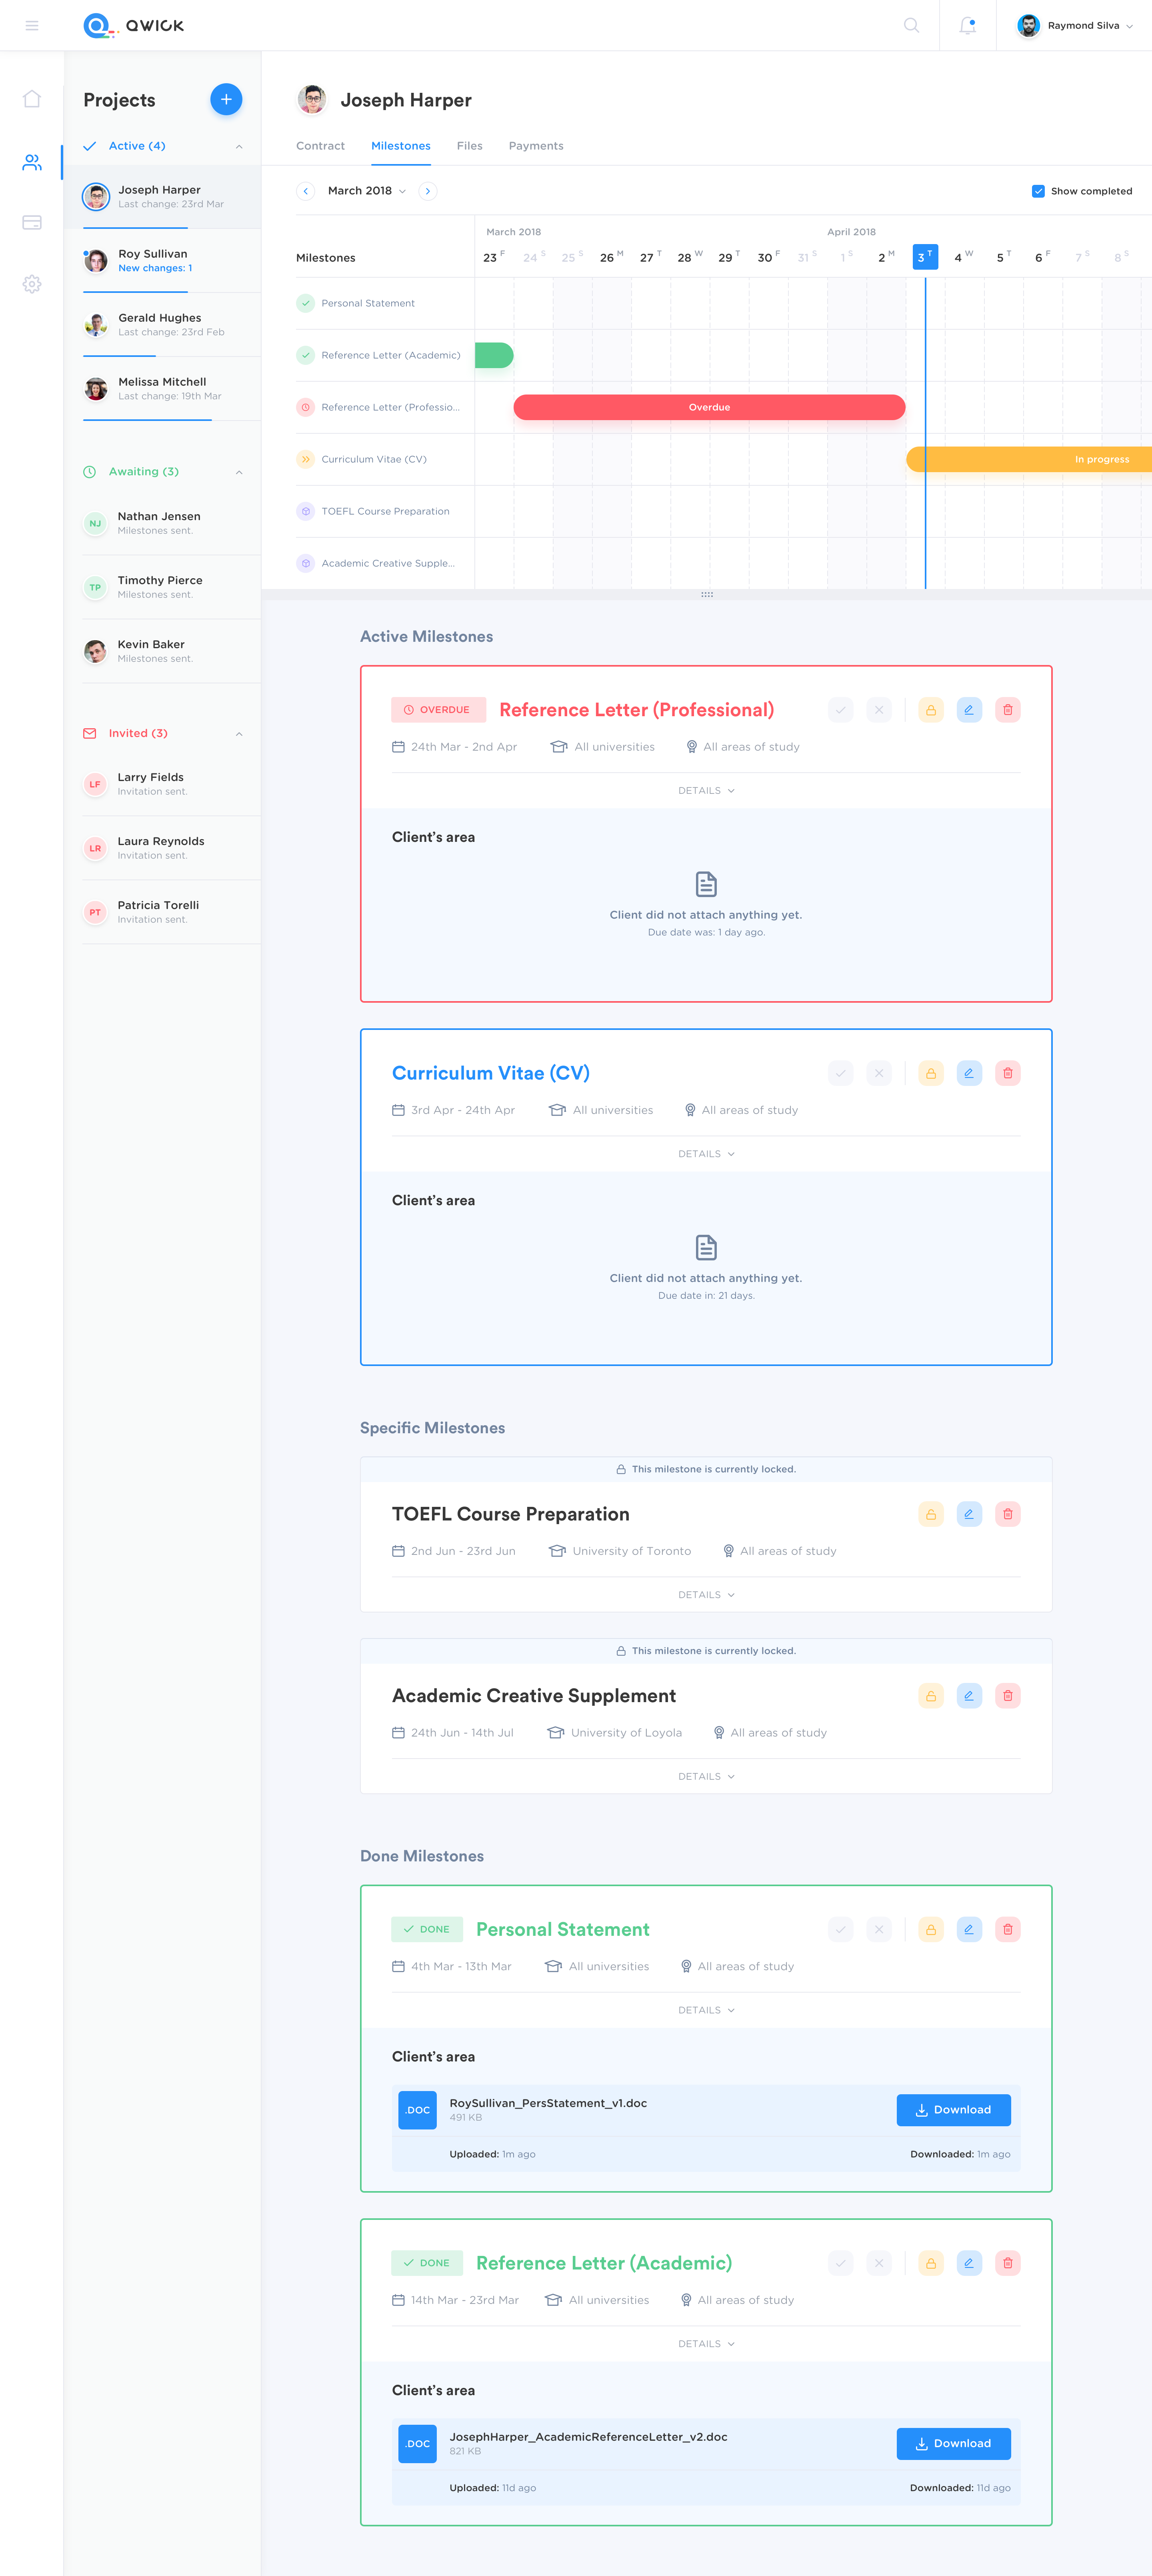 QWICK
Raymond Silva
Projects
Active (4)
Joseph Harper
Last change: 23rd Mar
Roy Sullivan
New changes: 1
Gerald Hughes
Last change: 23rd Feb
Melissa Mitchell
Last change: 19th Mar
Awaiting (3)
NJ
Nathan Jensen
Milestones sent.
TP
Timothy Pierce
Milestones sent.
Kevin Baker
Milestones sent.
Invited (3)
LF
Larry Fields
Invitation sent.
LR
Laura Reynolds
Invitation sent.
PT
Patricia Torelli
Invitation sent.
Joseph Harper
Contract Milestones Files Payments
March 2018
Show completed
March 2018 April 2018
Milestones 23 F 24 S 25 S 26 M 27 T 28 W 29 T 30 F 31 S 1 S 2 M 3 T 4 W 5 T 6 F 7 S 8 S
Personal Statement
Reference Letter (Academic)
Reference Letter (Professio... Overdue
Curriculum Vitae (CV) In progress
TOEFL Course Preparation
Academic Creative Supple...
Active Milestones
OVERDUE Reference Letter (Professional)
24th Mar - 2nd Apr All universities All areas of study
DETAILS
Client's area
Client did not attach anything yet.
Due date was: 1 day ago.
Curriculum Vitae (CV)
3rd Apr - 24th Apr All universities All areas of study
DETAILS
Client's area
Client did not attach anything yet.
Due date in: 21 days.
Specific Milestones
This milestone is currently locked.
TOEFL Course Preparation
2nd Jun - 23rd Jun University of Toronto All areas of study
DETAILS
This milestone is currently locked.
Academic Creative Supplement
24th Jun - 14th Jul University of Loyola All areas of study
DETAILS
Done Milestones
DONE Personal Statement
4th Mar - 13th Mar All universities All areas of study
DETAILS
Client's area
.DOC RoySullivan_PersStatement_v1.doc Download
491 KB
Uploaded: 1m ago Downloaded: 1m ago
DONE Reference Letter (Academic)
14th Mar - 23rd Mar All universities All areas of study
DETAILS
Client's area
.DOC JosephHarper_AcademicReferenceLetter_v2.doc Download
821 KB
Uploaded: 11d ago Downloaded: 11d ago